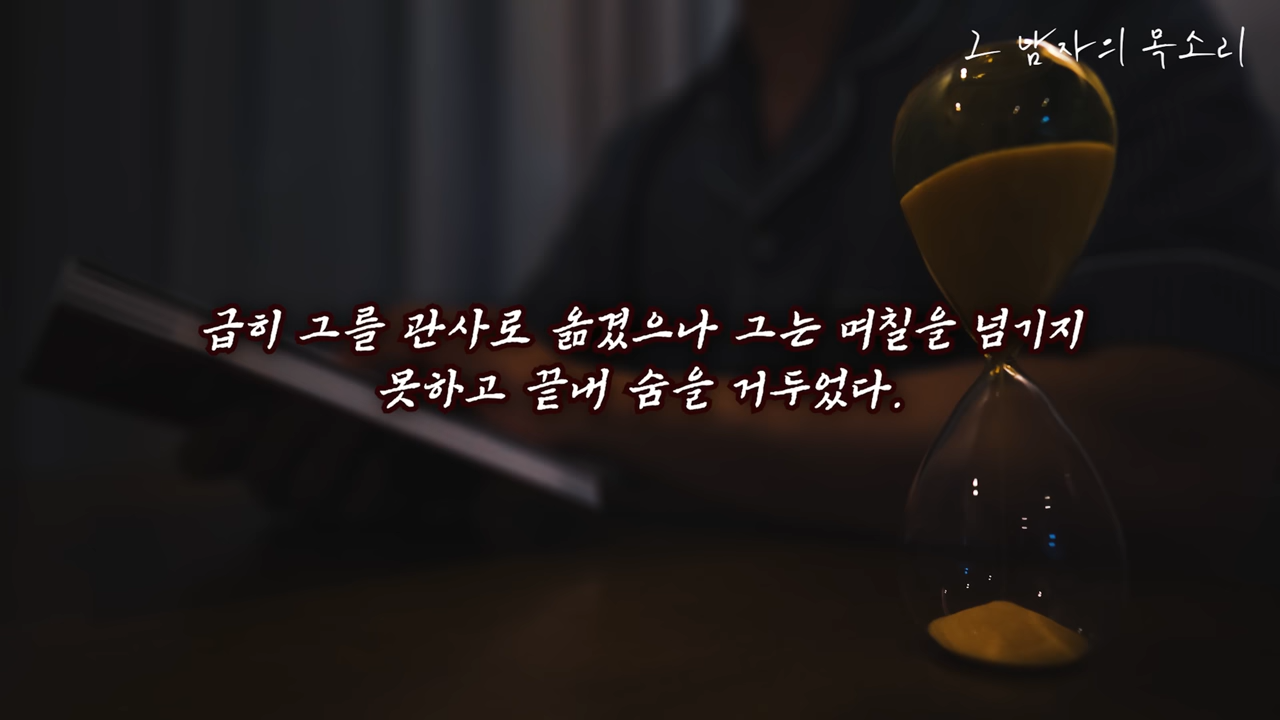 그 남자의 목소리
급히 그를 관사로 옮겼으나 그는 며칠을 넘기지
못하고 끝내 숨을 거두었다.